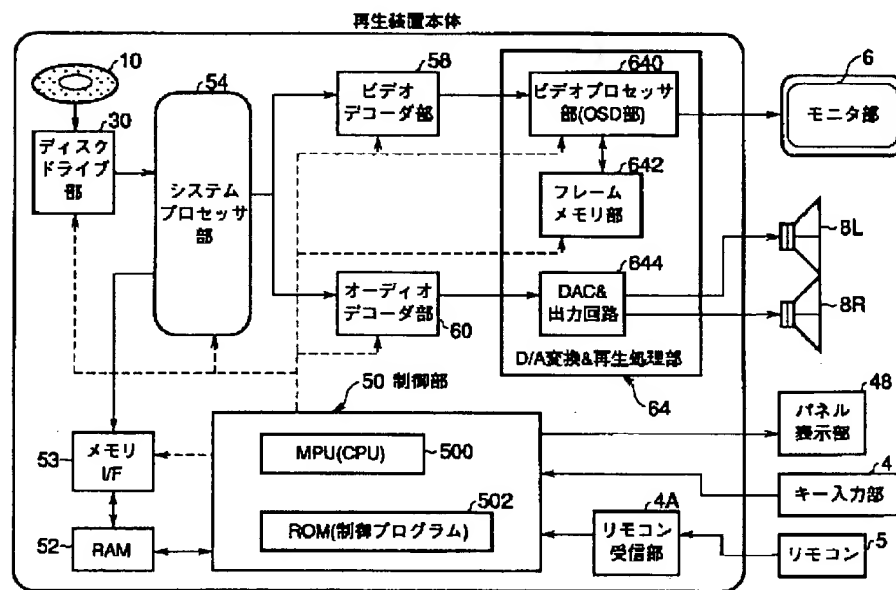 再生装置本体
10
30
ディスク
ドライブ
部
54
システム
プロセッサ
部
58
ビデオ
デコーダ部
640
ビデオプロセッサ
部(OSD部)
6
モニタ部
642
フレーム
メモリ部
8L
8R
オーディオ
デコーダ部
60
644
DAC&
出力回路
D/A変換&再生処理部
64
50 制御部
MPU(CPU)
500
502
ROM(制御プログラム)
53
メモリ
I/F
52
RAM
4A
リモコン
受信部
48
パネル
表示部
4
キー入力部
5
リモコン